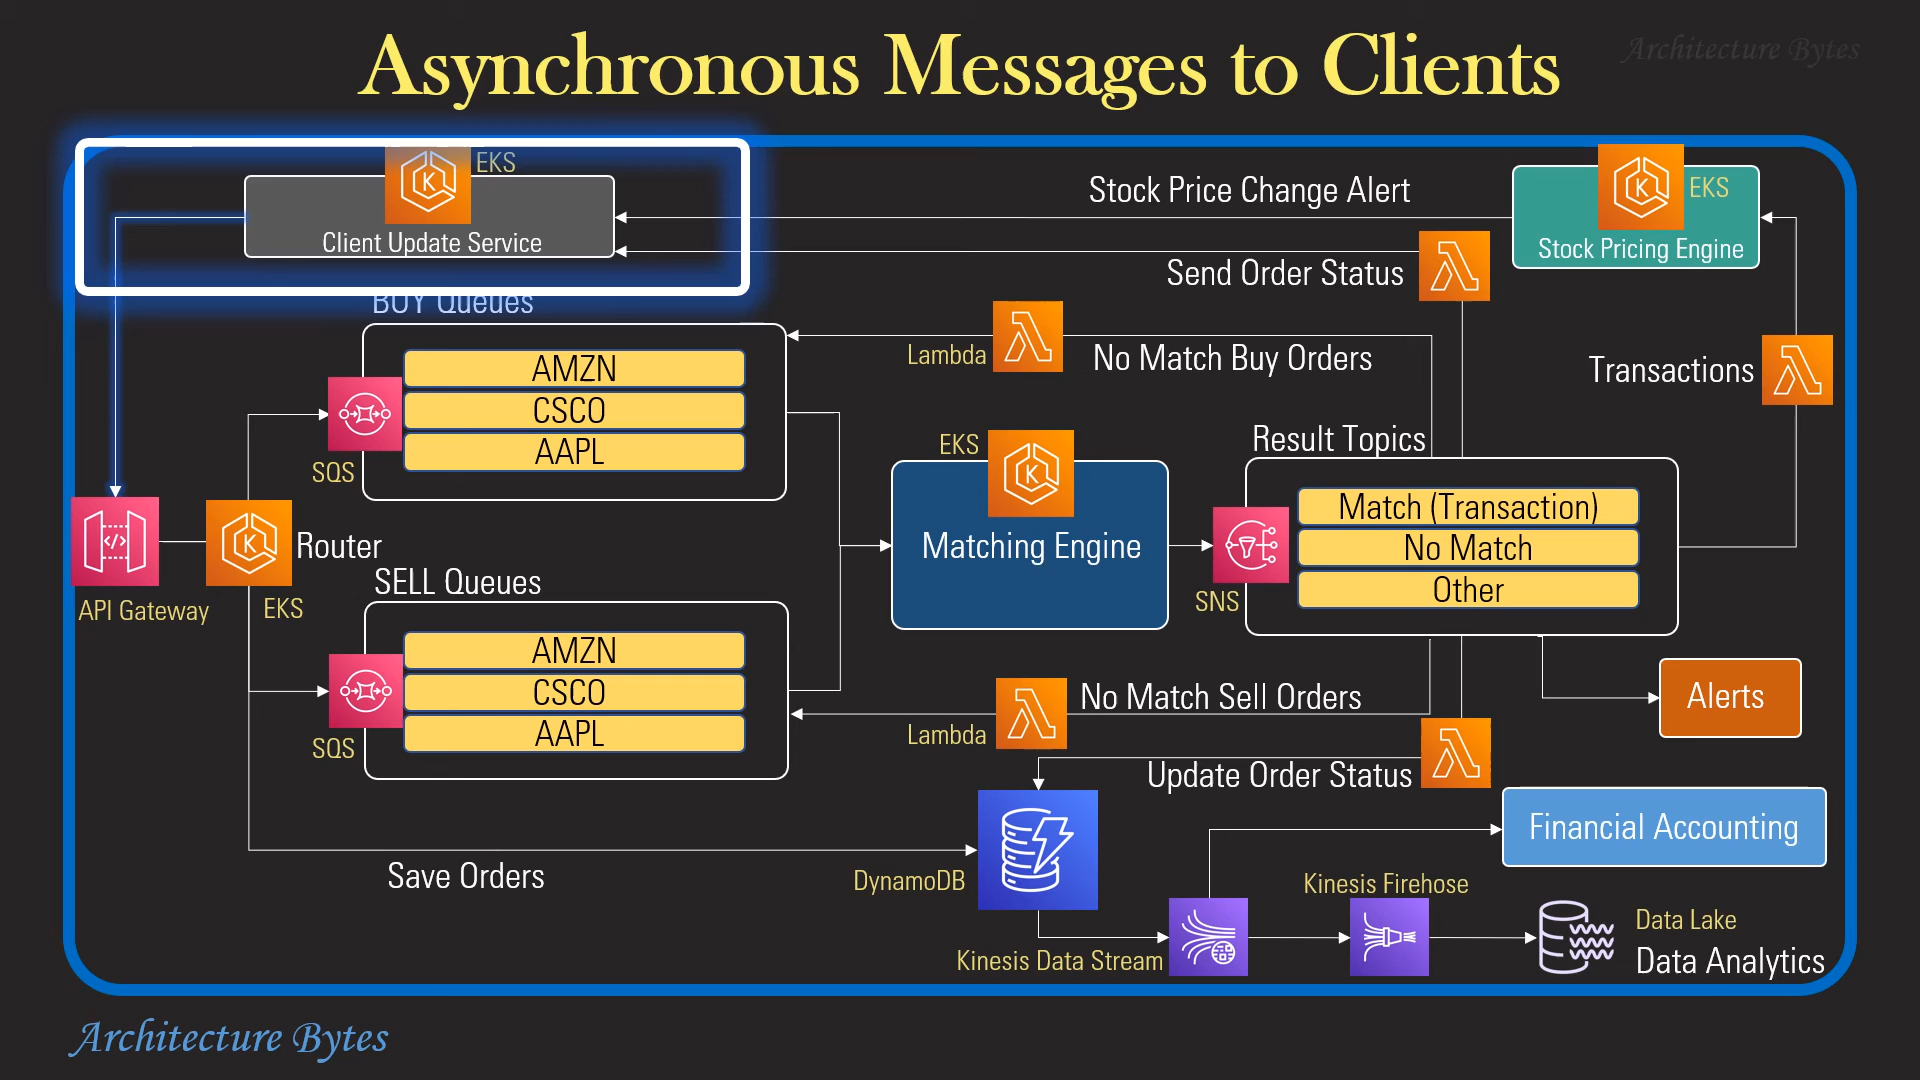 Asynchronous Messages to Clients
Architecture Bytes
EKS
Client Update Service
Stock Price Change Alert
EKS
Stock Pricing Engine
Send Order Status
BUY Queues
AMZN
CSCO
AAPL
SQS
Lambda
No Match Buy Orders
Transactions
EKS
Matching Engine
Result Topics
Match (Transaction)
No Match
Other
SNS
API Gateway
Router
EKS
SELL Queues
AMZN
CSCO
AAPL
SQS
Lambda
No Match Sell Orders
Alerts
Update Order Status
Save Orders
DynamoDB
Financial Accounting
Kinesis Data Stream
Kinesis Firehose
Data Lake
Data Analytics
Architecture Bytes